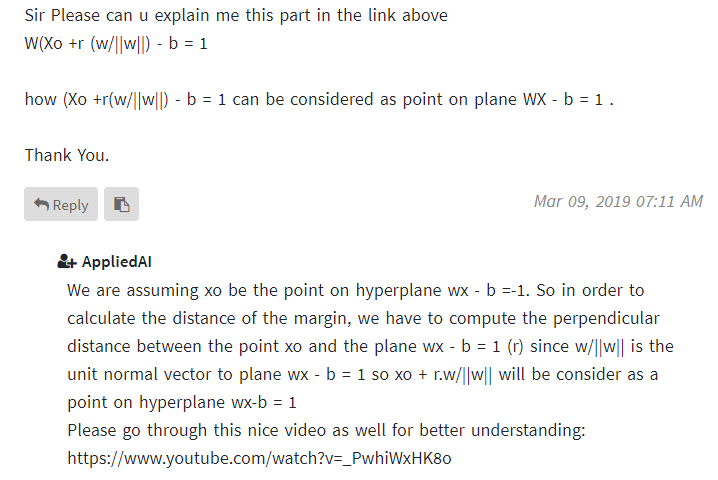 Sir Please can u explain me this part in the link above
W(Xo +r (w/||w||) - b = 1
how (Xo +r(w/||w||) - b = 1 can be considered as point on plane WX - b = 1 .
Thank You.
Reply
Mar 09, 2019 07:11 AM
AppliedAI
We are assuming xo be the point on hyperplane wx - b =-1. So in order to
calculate the distance of the margin, we have to compute the perpendicular
distance between the point xo and the plane wx - b = 1 (r) since w/||w|| is the
unit normal vector to plane wx - b = 1 so xo + r.w/||w|| will be consider as a
point on hyperplane wx-b = 1
Please go through this nice video as well for better understanding:
https://www.youtube.com/watch?v=_PwhiWxHK8o